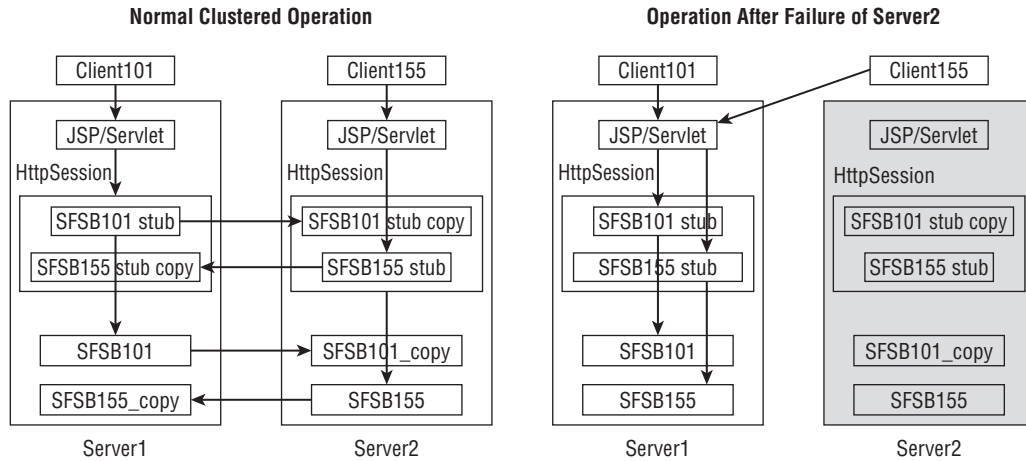 Normal Clustered Operation
Client101
Client155
JSP/Servlet
JSP/Servlet
HttpSession
HttpSession
SFSB101 stub
SFSB101 stub copy
SFSB155 stub copy
SFSB155 stub
SFSB101
SFSB101_copy
SFSB155_copy
SFSB155
Server1
Server2
Operation After Failure of Server2
Client101
Client155
JSP/Servlet
JSP/Servlet
HttpSession
HttpSession
SFSB101 stub
SFSB101 stub copy
SFSB155 stub
SFSB155 stub
SFSB101
SFSB101_copy
SFSB155
SFSB155
Server1
Server2